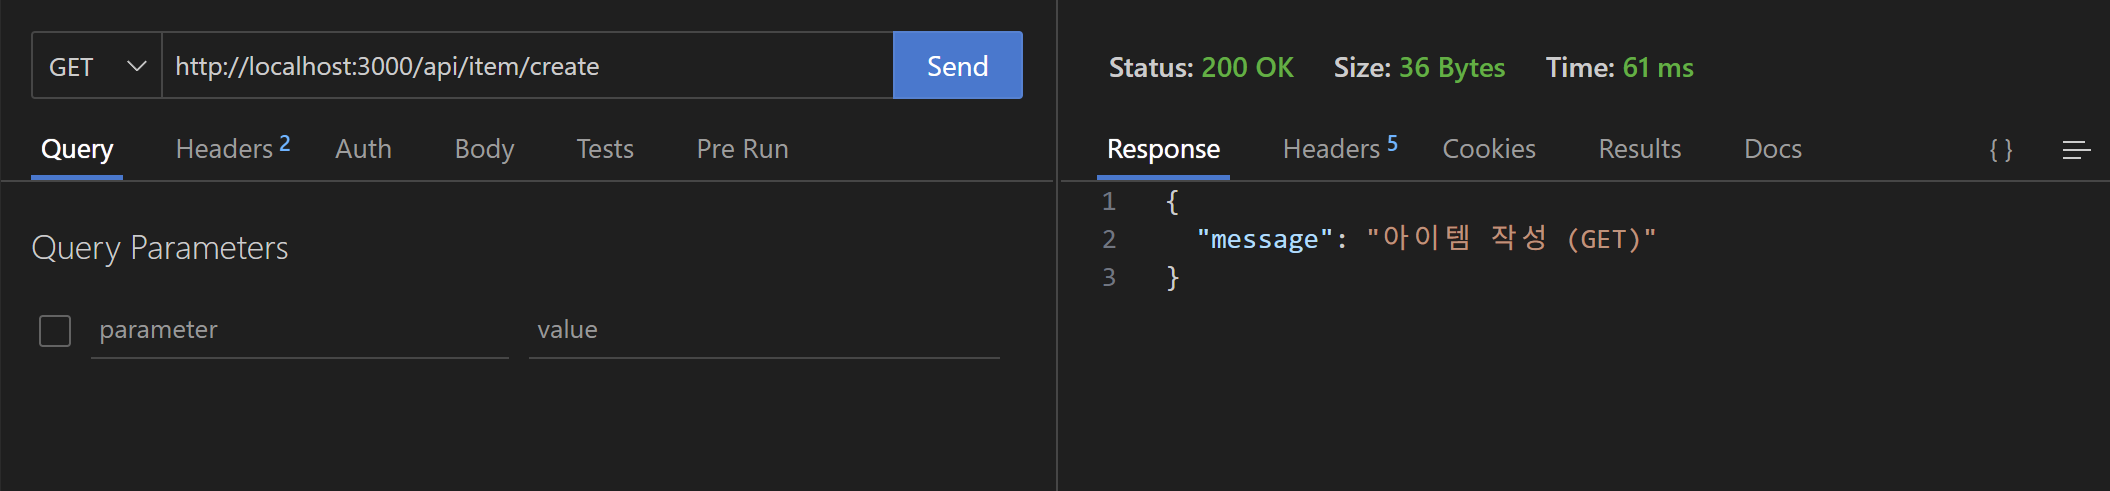 GET http://localhost:3000/api/item/create Send
Query Headers 2 Auth Body Tests Pre Run
Query Parameters
parameter value
Status: 200 OK Size: 36 Bytes Time: 61 ms
Response Headers 5 Cookies Results Docs { }
1 {
2 "message": "아이템 작성 (GET)"
3 }